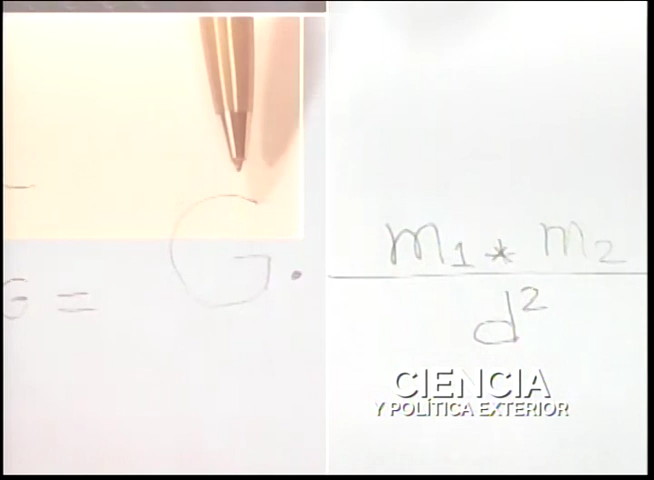 G = G · m₁ * m₂
d²
CIENCIA
Y POLÍTICA EXTERIOR